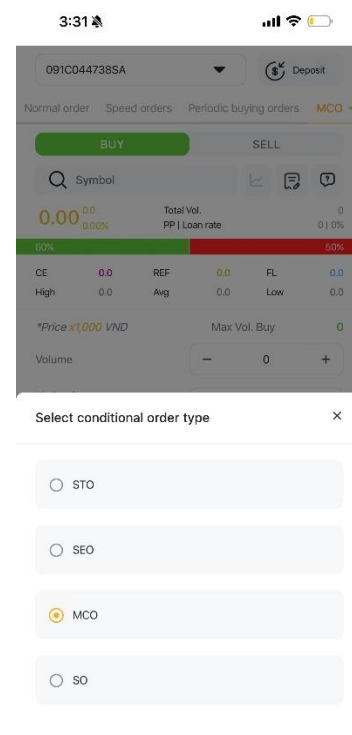 3:31
091C044738SA
Deposit
Normal order Speed orders Periodic buying orders MCO
BUY SELL
Symbol
0.00 0.0 0.00%
Total Vol. 0
PP | Loan rate 0 | 0%
50% 50%
CE 0.0 REF 0.0 FL 0.0
High 0.0 Avg 0.0 Low 0.0
*Price x1,000 VND Max Vol. Buy 0
Volume − 0 +
Select conditional order type ×
STO
SEO
MCO
SO